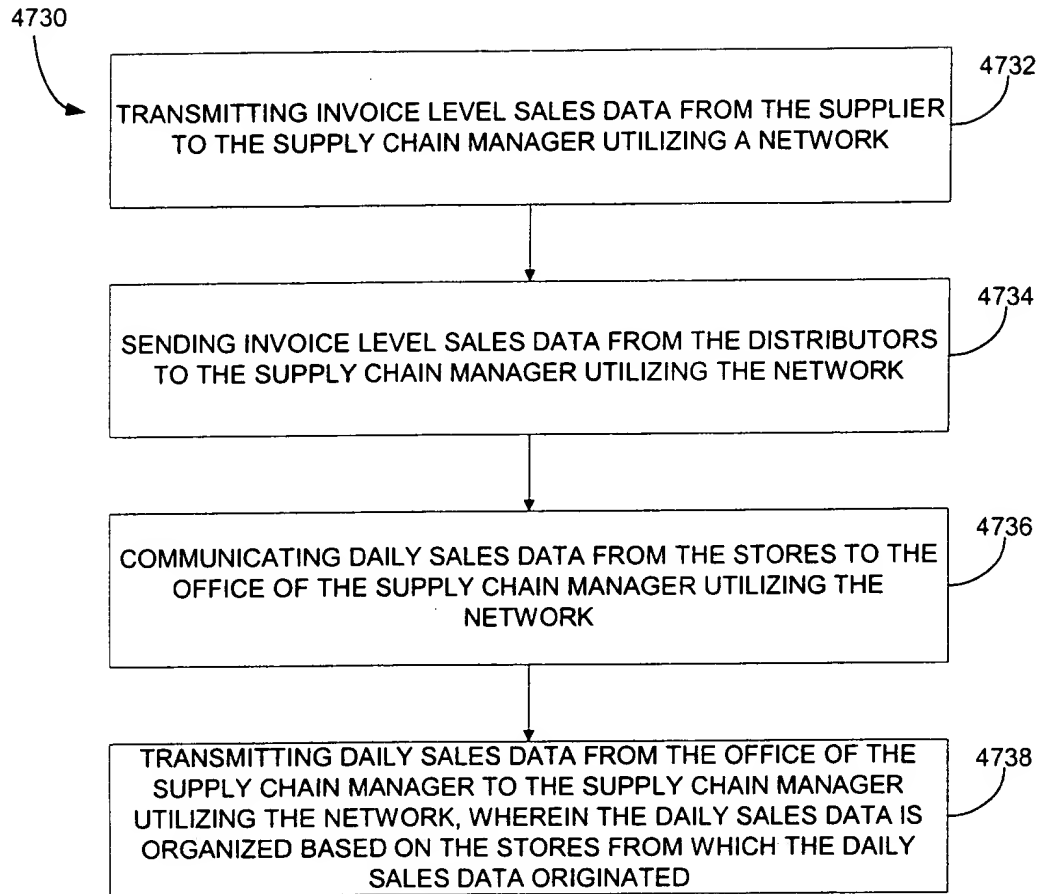 4730
4732
TRANSMITTING INVOICE LEVEL SALES DATA FROM THE SUPPLIER
TO THE SUPPLY CHAIN MANAGER UTILIZING A NETWORK
4734
SENDING INVOICE LEVEL SALES DATA FROM THE DISTRIBUTORS
TO THE SUPPLY CHAIN MANAGER UTILIZING THE NETWORK
4736
COMMUNICATING DAILY SALES DATA FROM THE STORES TO THE
OFFICE OF THE SUPPLY CHAIN MANAGER UTILIZING THE
NETWORK
4738
TRANSMITTING DAILY SALES DATA FROM THE OFFICE OF THE
SUPPLY CHAIN MANAGER TO THE SUPPLY CHAIN MANAGER
UTILIZING THE NETWORK, WHEREIN THE DAILY SALES DATA IS
ORGANIZED BASED ON THE STORES FROM WHICH THE DAILY
SALES DATA ORIGINATED